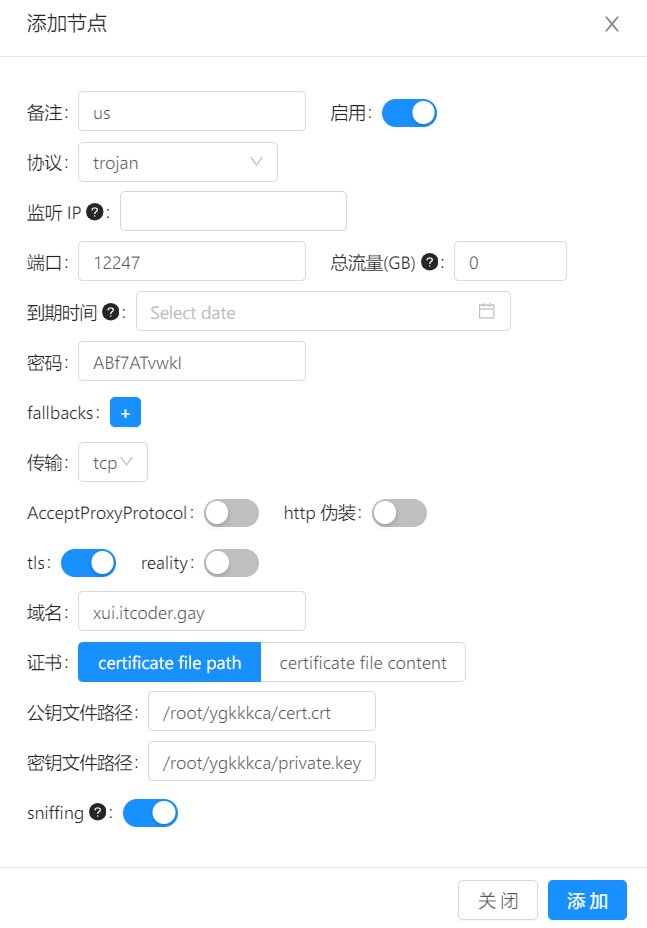 添加节点
备注: us 启用:
协议: trojan
监听 IP ? :
端口: 12247 总流量(GB) ? : 0
到期时间 ? : Select date
密码: ABf7ATvwkI
fallbacks: +
传输: tcp
AcceptProxyProtocol: http 伪装:
tls: reality:
域名: xui.itcoder.gay
证书: certificate file path certificate file content
公钥文件路径: /root/ygkkkca/cert.crt
密钥文件路径: /root/ygkkkca/private.key
sniffing ? :
关闭 添加